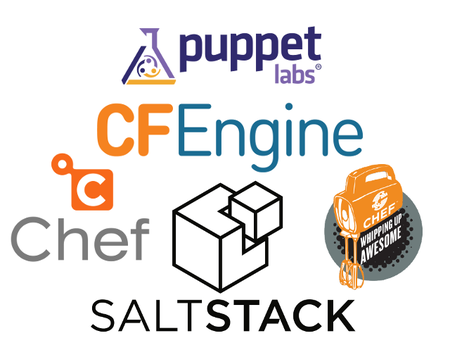 puppet
labs®
CFEngine
C
Chef
CHEF
WHIPPING UP
AWESOME
SALTSTACK